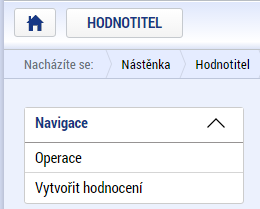 HODNOTITEL
Nacházíte se: Nástěnka Hodnotitel
Navigace
Operace
Vytvořit hodnocení